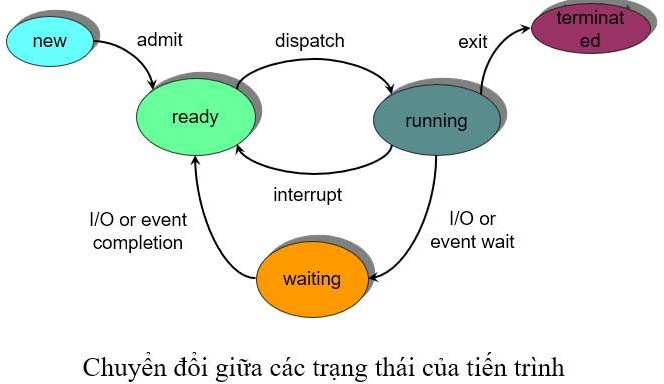 new
admit
dispatch
exit
terminat
ed
ready
running
interrupt
I/O or event
completion
I/O or
event wait
waiting
Chuyển đổi giữa các trạng thái của tiến trình